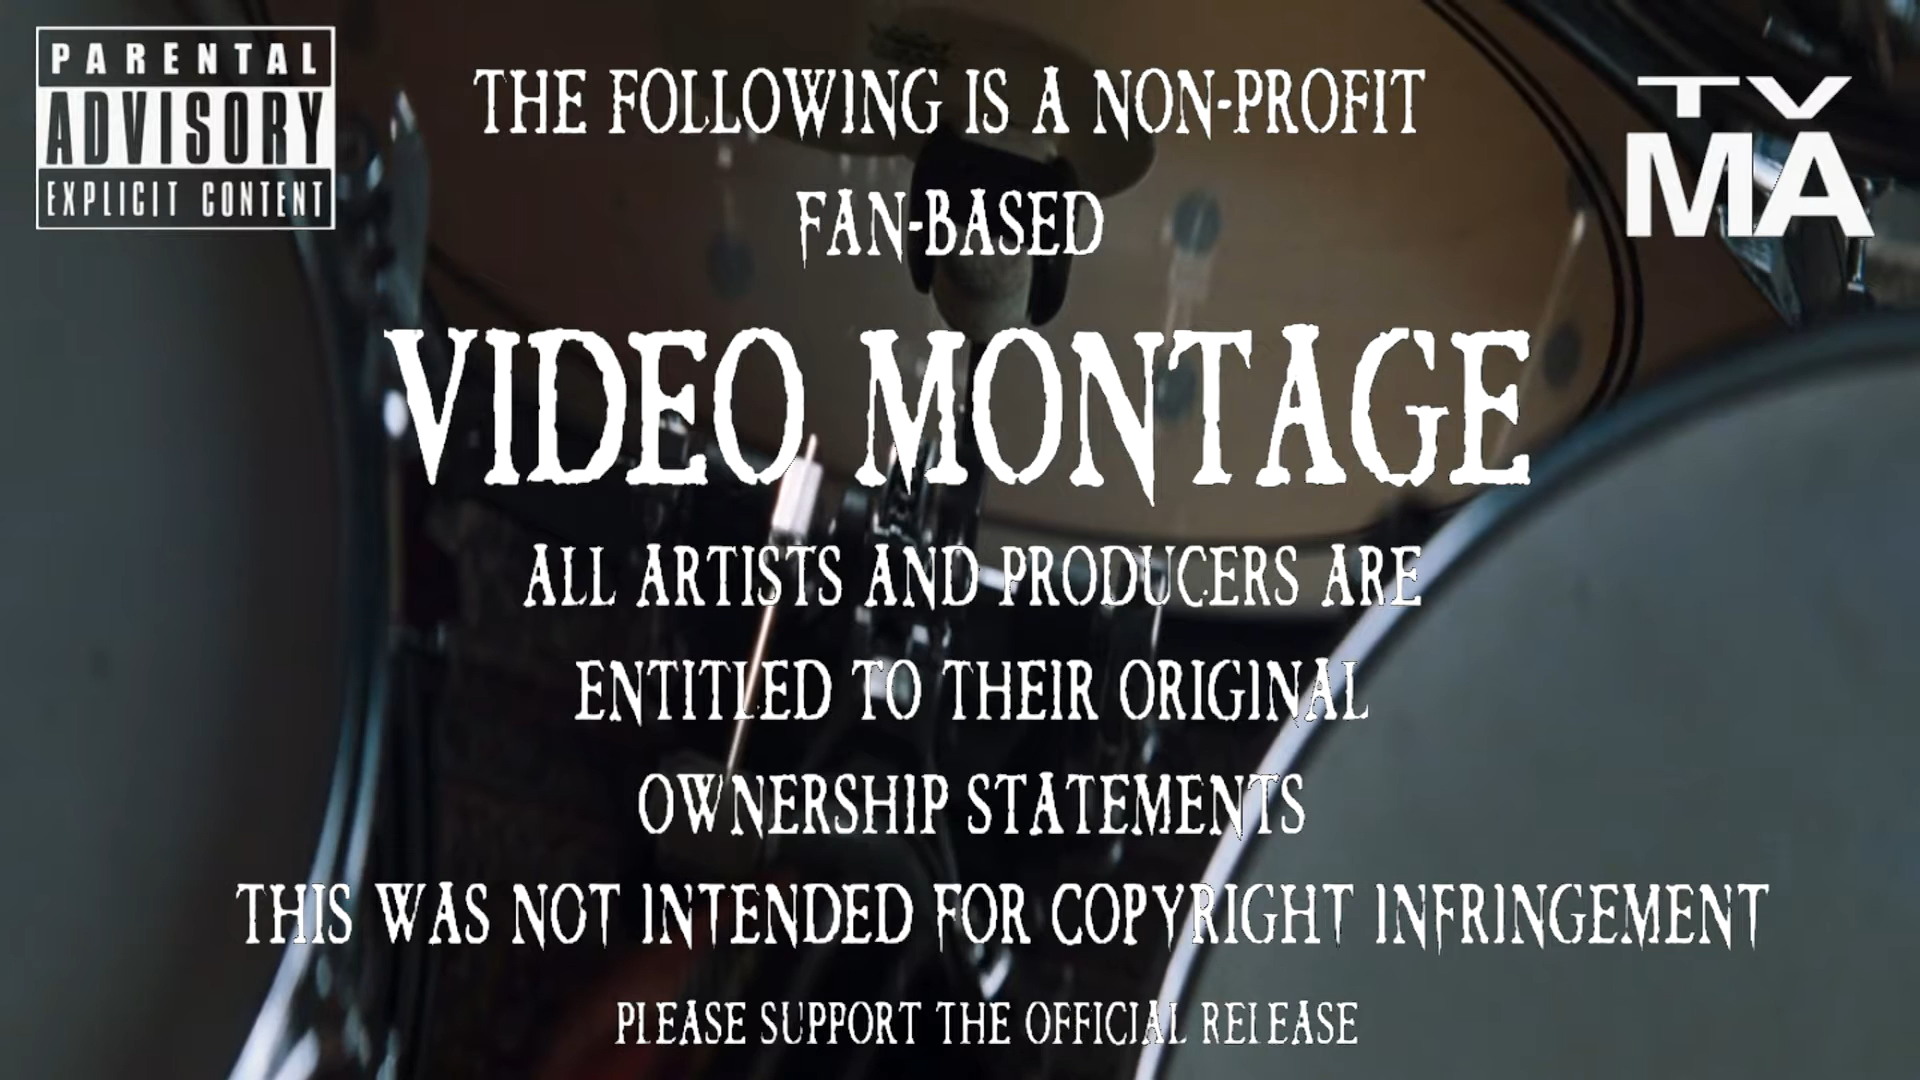 PARENTAL
ADVISORY
EXPLICIT CONTENT
THE FOLLOWING IS A NON-PROFIT
FAN-BASED
VIDEO MONTAGE
ALL ARTISTS AND PRODUCERS ARE
ENTITLED TO THEIR ORIGINAL
OWNERSHIP STATEMENTS
THIS WAS NOT INTENDED FOR COPYRIGHT INFRINGEMENT
PLEASE SUPPORT THE OFFICIAL RELEASE
TV
MA